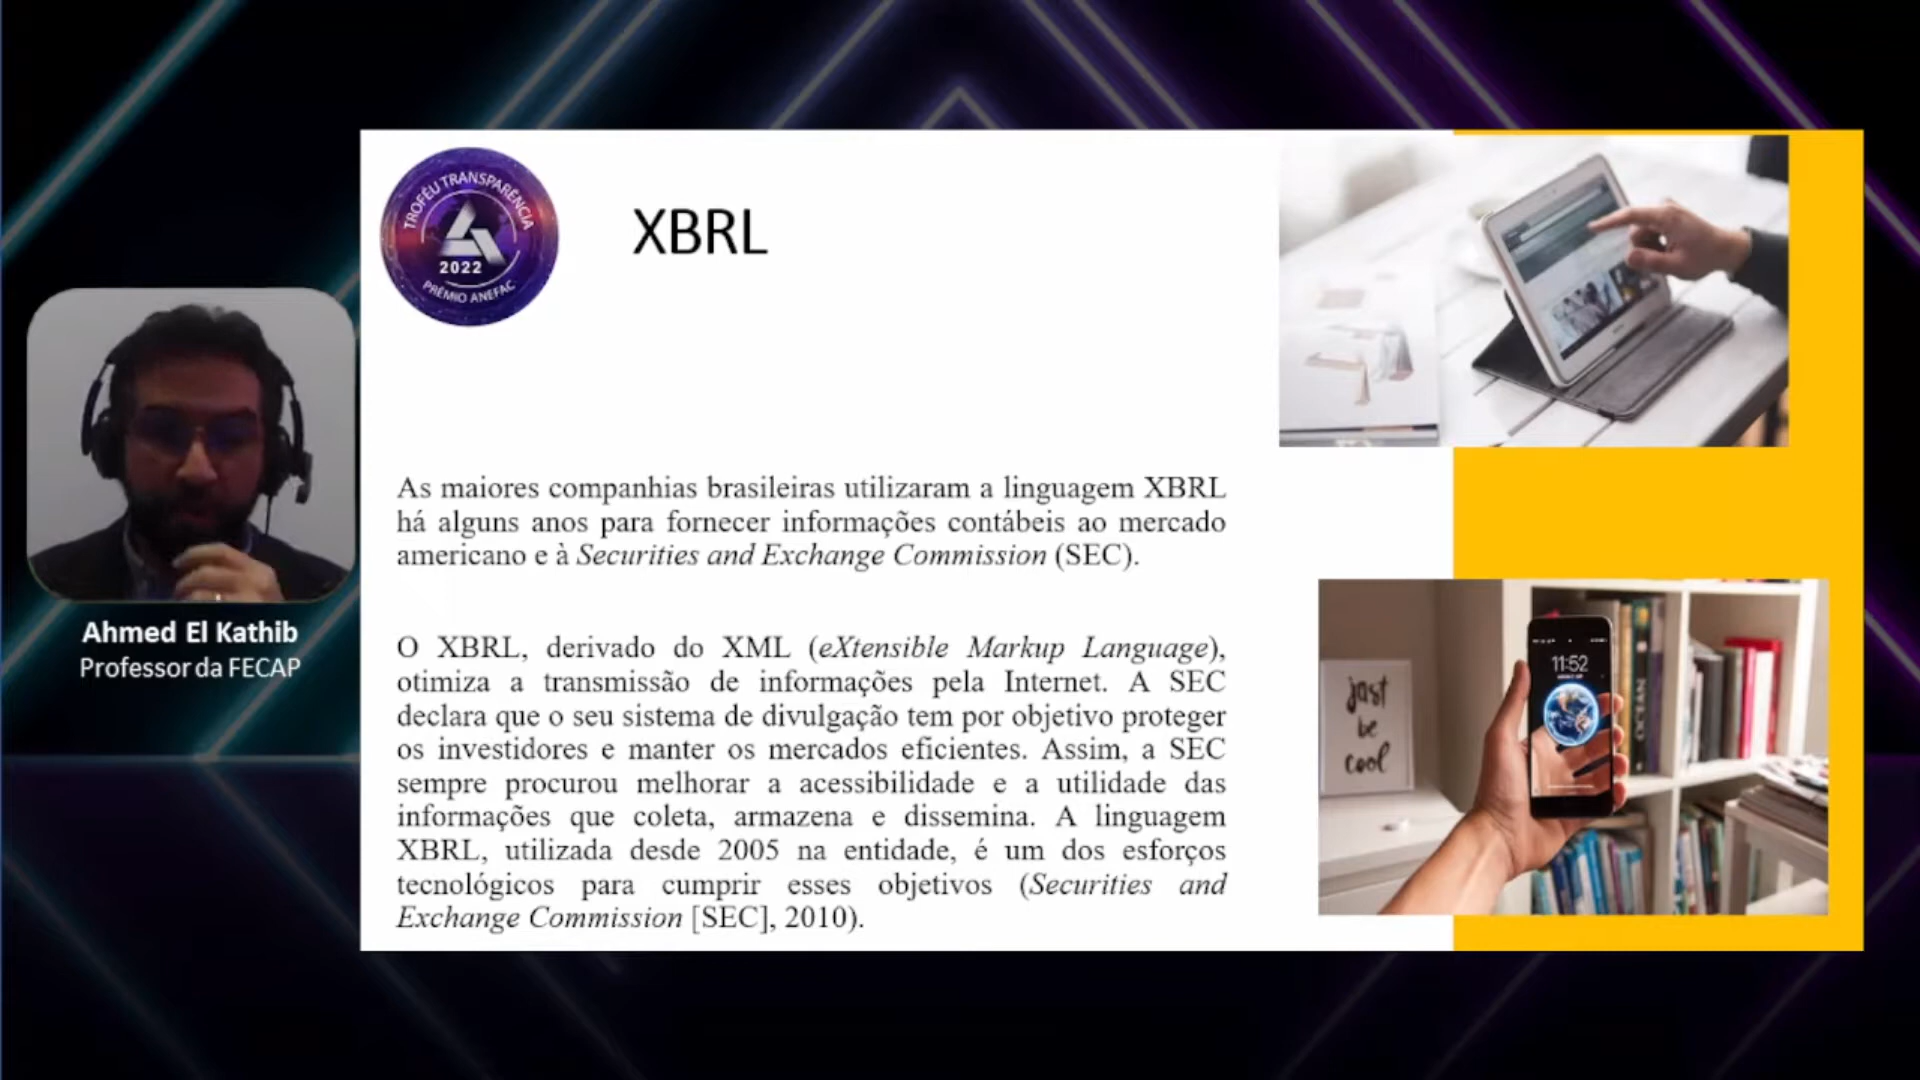 TROFÉU TRANSPARÊNCIA
2022
PRÊMIO ANEFAC
XBRL
Ahmed El Kathib
Professor da FECAP
As maiores companhias brasileiras utilizaram a linguagem XBRL
há alguns anos para fornecer informações contábeis ao mercado
americano e à Securities and Exchange Commission (SEC).
O XBRL, derivado do XML (eXtensible Markup Language),
otimiza a transmissão de informações pela Internet. A SEC
declara que o seu sistema de divulgação tem por objetivo proteger
os investidores e manter os mercados eficientes. Assim, a SEC
sempre procurou melhorar a acessibilidade e a utilidade das
informações que coleta, armazena e dissemina. A linguagem
XBRL, utilizada desde 2005 na entidade, é um dos esforços
tecnológicos para cumprir esses objetivos (Securities and
Exchange Commission [SEC], 2010).
11:52
just
be
cool